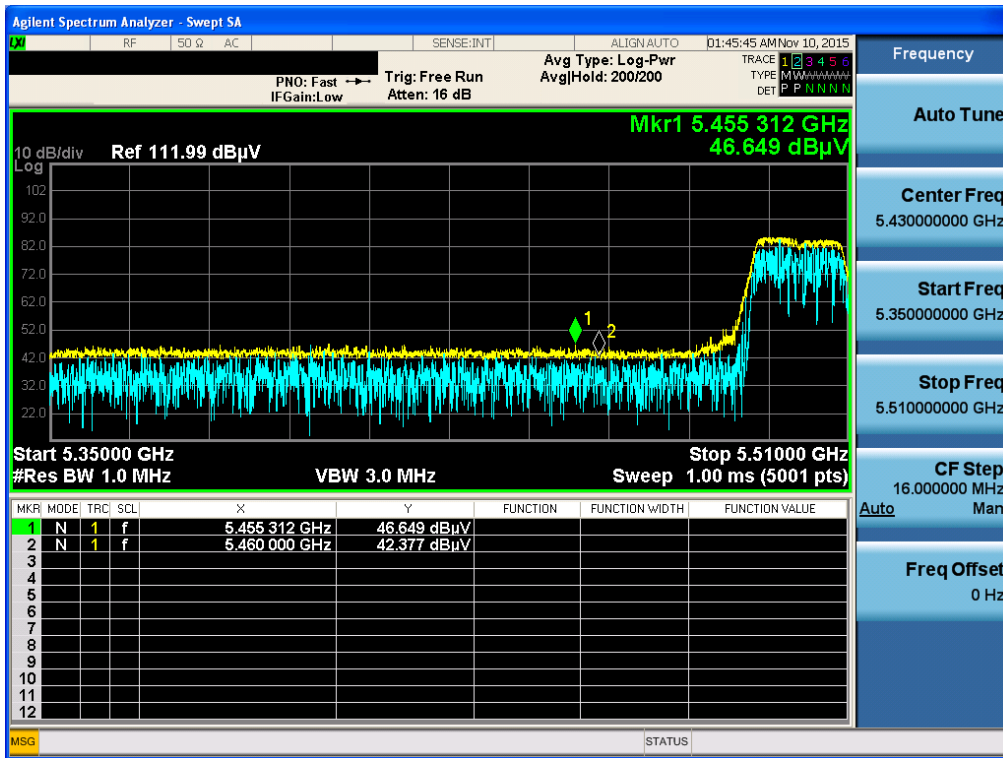 Agilent Spectrum Analyzer - Swept SA
LXI RF 50 Ω AC SENSE:INT ALIGN AUTO 01:45:45 AM Nov 10, 2015
PNO: Fast Trig: Free Run Avg Type: Log-Pwr TRACE 1 2 3 4 5 6
IFGain:Low Atten: 16 dB Avg|Hold: 200/200 TYPE M W
DET P P N N N N
Mkr1 5.455 312 GHz
46.649 dBµV
10 dB/div Ref 111.99 dBµV
Log
102
92.0
82.0
72.0
62.0
52.0
42.0
32.0
22.0
1
2
Start 5.35000 GHz Stop 5.51000 GHz
#Res BW 1.0 MHz VBW 3.0 MHz Sweep 1.00 ms (5001 pts)
MKR MODE TRC SCL X Y FUNCTION FUNCTION WIDTH FUNCTION VALUE
1 N 1 f 5.455 312 GHz 46.649 dBµV
2 N 1 f 5.460 000 GHz 42.377 dBµV
3
4
5
6
7
8
9
10
11
12
MSG STATUS
Frequency
Auto Tune
Center Freq
5.430000000 GHz
Start Freq
5.350000000 GHz
Stop Freq
5.510000000 GHz
CF Step
16.000000 MHz
Auto Man
Freq Offset
0 Hz